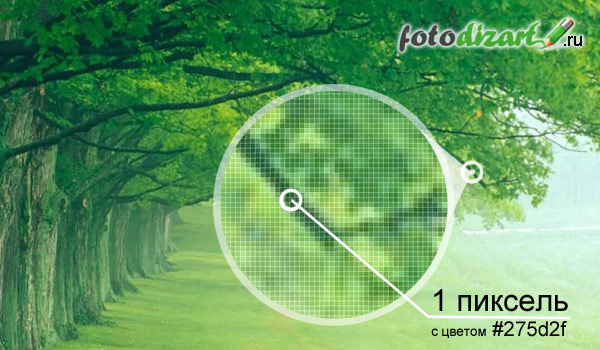 fotodizart.ru
1 пиксель
с цветом #275d2f